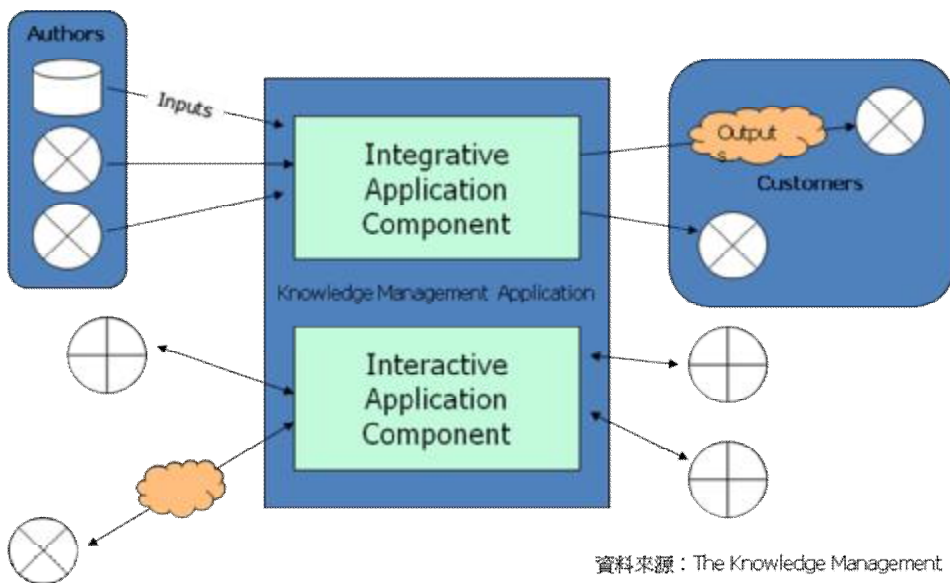 Authors
Inputs
Integrative
Application
Component
Output
s
Customers
Knowledge Management Application
Interactive
Application
Component
資料來源：The Knowledge Management